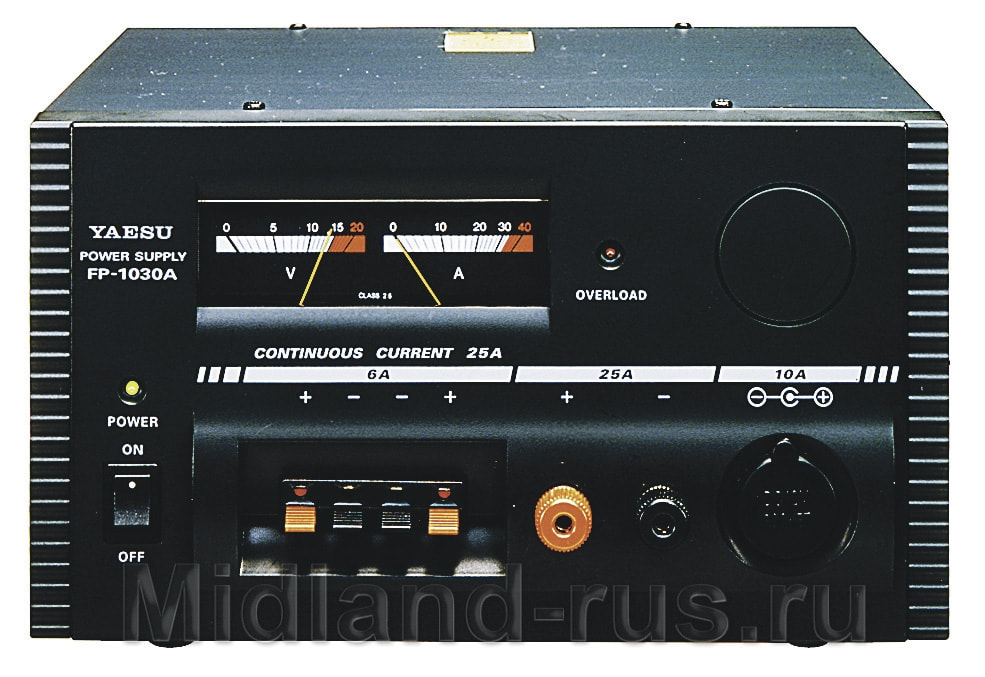 YAESU
POWER SUPPLY
FP-1030A
0 5 10 15 20
V
0 10 20 30 40
A
CLASS 2.5
OVERLOAD
CONTINUOUS CURRENT 25A
6A 25A 10A
+ − − + + − − +
POWER
ON
OFF
Midland-rus.ru